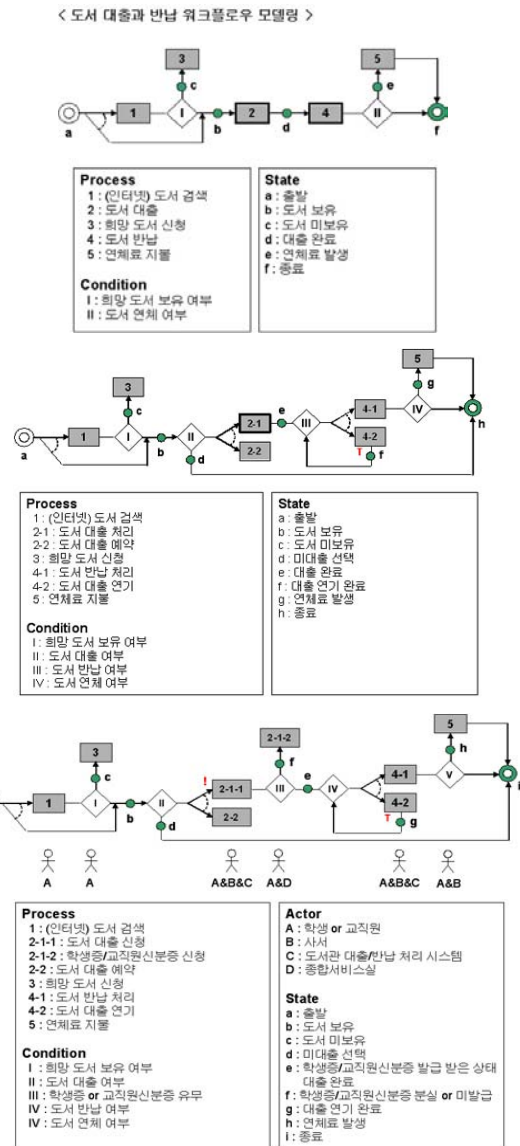 < 도서 대출과 반납 워크플로우 모델링 >
3
5
c
e
1
I
2
4
II
a
b
d
f
Process
1 : (인터넷) 도서 검색
2 : 도서 대출
3 : 희망 도서 신청
4 : 도서 반납
5 : 연체료 지불
Condition
I : 희망 도서 보유 여부
II : 도서 연체 여부
State
a : 출발
b : 도서 보유
c : 도서 미보유
d : 대출 완료
e : 연체료 발생
f : 종료
5
3
g
c
2-1
e
4-1
IV
1
I
II
III
h
2-2
4-2
a
b
d
T
f
Process
1 : (인터넷) 도서 검색
2-1 : 도서 대출 처리
2-2 : 도서 대출 예약
3 : 희망 도서 신청
4-1 : 도서 반납 처리
4-2 : 도서 대출 연기
5 : 연체료 지불
Condition
I : 희망 도서 보유 여부
II : 도서 대출 여부
III : 도서 반납 여부
IV : 도서 연체 여부
State
a : 출발
b : 도서 보유
c : 도서 미보유
d : 미대출 선택
e : 대출 완료
f : 대출 연기 완료
g : 연체료 발생
h : 종료
5
3
2-1-2
h
c
!
f
e
4-1
V
1
I
II
2-1-1
III
IV
i
2-2
4-2
b
d
T
g
A
A
A&B&C
A&D
A&B&C
A&B
Process
1 : (인터넷) 도서 검색
2-1-1 : 도서 대출 신청
2-1-2 : 학생증/교직원신분증 신청
2-2 : 도서 대출 예약
3 : 희망 도서 신청
4-1 : 도서 반납 처리
4-2 : 도서 대출 연기
5 : 연체료 지불
Condition
I : 희망 도서 보유 여부
II : 도서 대출 여부
III : 학생증 or 교직원신분증 유무
IV : 도서 반납 여부
IV : 도서 연체 여부
Actor
A : 학생 or 교직원
B : 사서
C : 도서관 대출/반납 처리 시스템
D : 종합서비스실
State
a : 출발
b : 도서 보유
c : 도서 미보유
d : 미대출 선택
e : 학생증/교직원신분증 발급 받은 상태
대출 완료
f : 학생증/교직원신분증 분실 or 미발급
g : 대출 연기 완료
h : 연체료 발생
i : 종료